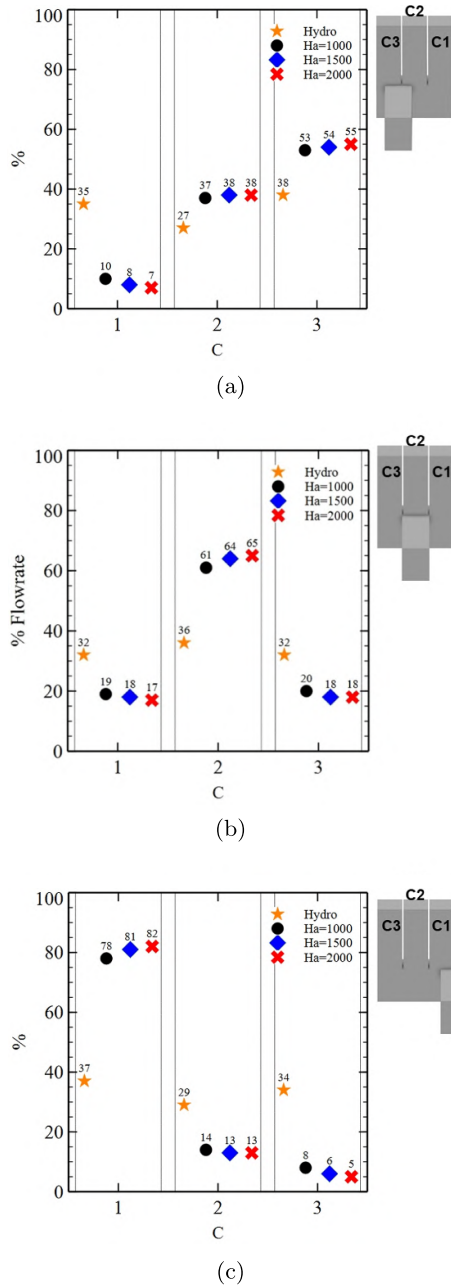 100
80
60
40
20
0
%
Hydro
Ha=1000
Ha=1500
Ha=2000
35
10
8
7
27
37
38
38
38
53
54
55
1 2 3
C
C2
C3 C1
(a)
100
80
60
40
20
0
% Flowrate
Hydro
Ha=1000
Ha=1500
Ha=2000
32
19
18
17
36
61
64
65
32
20
18
18
1 2 3
C
C2
C3 C1
(b)
100
80
60
40
20
0
%
Hydro
Ha=1000
Ha=1500
Ha=2000
37
78
81
82
29
14
13
13
34
8
6
5
1 2 3
C
C2
C3 C1
(c)